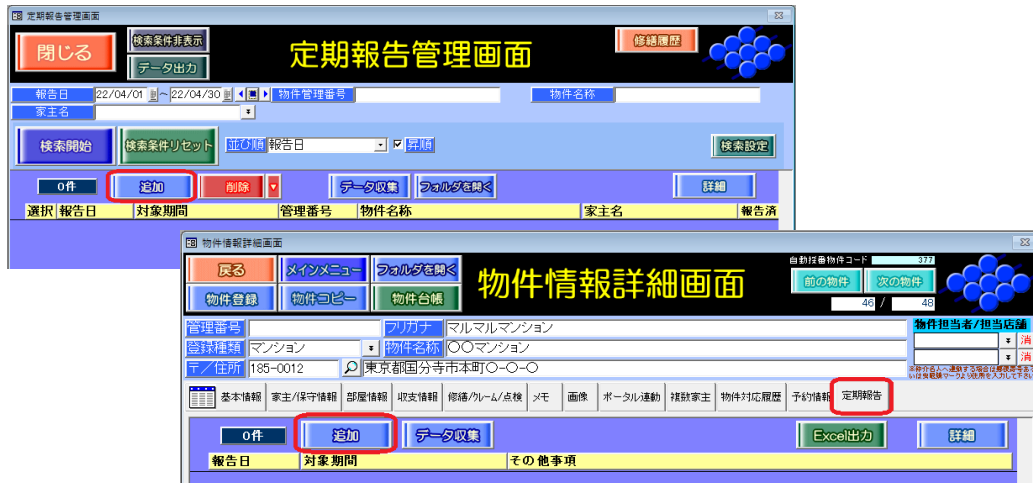 定期報告管理画面
閉じる 検索条件非表示 データ出力 定期報告管理画面 修繕履歴
報告日 22/04/01 ~ 22/04/30 物件管理番号 物件名称
家主名
検索開始 検索条件リセット 並び順 報告日 昇順 検索設定
0件 追加 削除 データ収集 フォルダを開く 詳細
選択 報告日 対象期間 管理番号 物件名称 家主名 報告済
物件情報詳細画面
戻る メインメニュー フォルダを開く 物件情報詳細画面 自動採番物件コード 377
前の物件 次の物件
物件登録 物件コピー 物件台帳 46 / 48
管理番号 フリガナ マルマルマンション 物件担当者/担当店舗
登録種類 マンション 物件名称 〇〇マンション 消
〒/住所 185-0012 東京都国分寺市本町〇-〇-〇 消
基本情報 家主/保守情報 部屋情報 収支情報 修繕/クレーム/点検 メモ 画像 ポータル連動 複数家主 物件対応履歴 予約情報 定期報告
0件 追加 データ収集 Excel出力 詳細
報告日 対象期間 その他事項